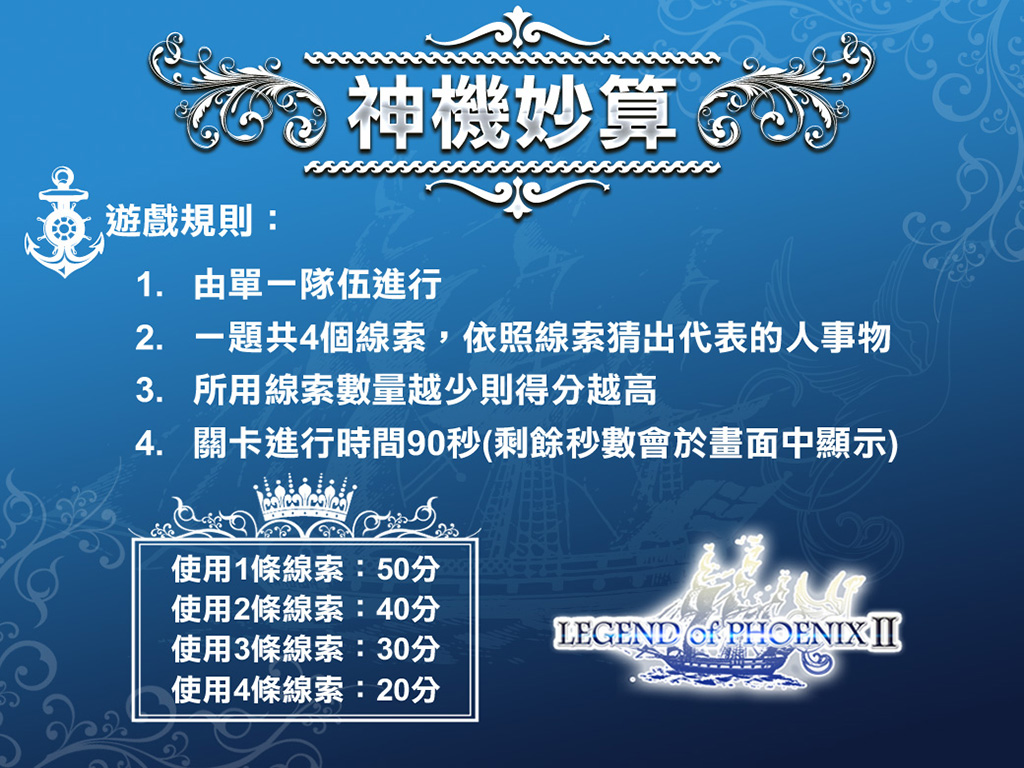 神機妙算
遊戲規則：
1. 由單一隊伍進行
2. 一題共4個線索，依照線索猜出代表的人事物
3. 所用線索數量越少則得分越高
4. 關卡進行時間90秒(剩餘秒數會於畫面中顯示)
使用1條線索：50分
使用2條線索：40分
使用3條線索：30分
使用4條線索：20分
LEGEND of PHOENIX II